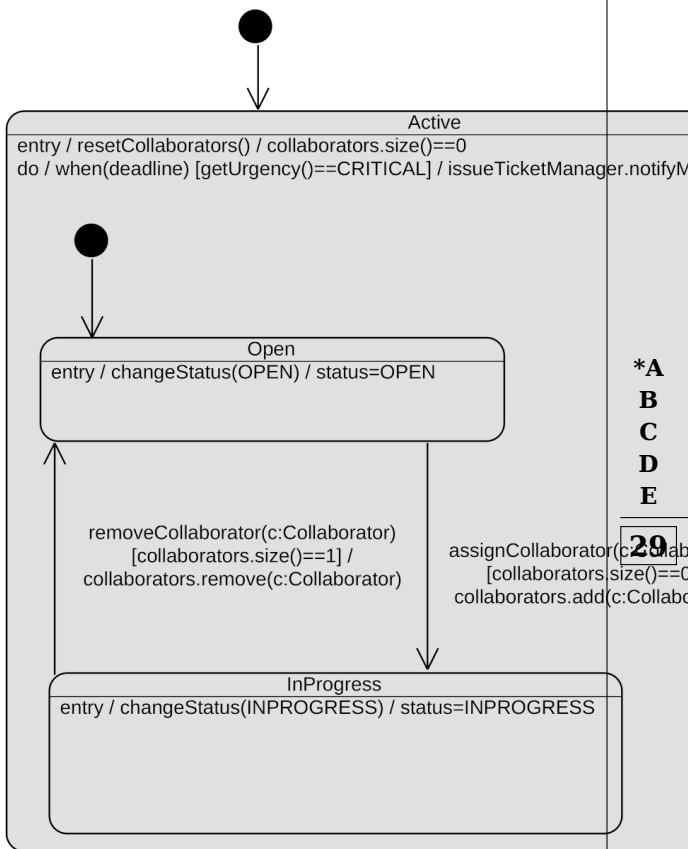 Active
entry / resetCollaborators() / collaborators.size()==0
do / when(deadline) [getUrgency()==CRITICAL] / issueTicketManager.notifyM
Open
entry / changeStatus(OPEN) / status=OPEN
*A
B
C
D
E
29
removeCollaborator(c:Collaborator)
[collaborators.size()==1] /
collaborators.remove(c:Collaborator)
assignCollaborator(c:Collab
[collaborators.size()==0
collaborators.add(c:Collabo
InProgress
entry / changeStatus(INPROGRESS) / status=INPROGRESS